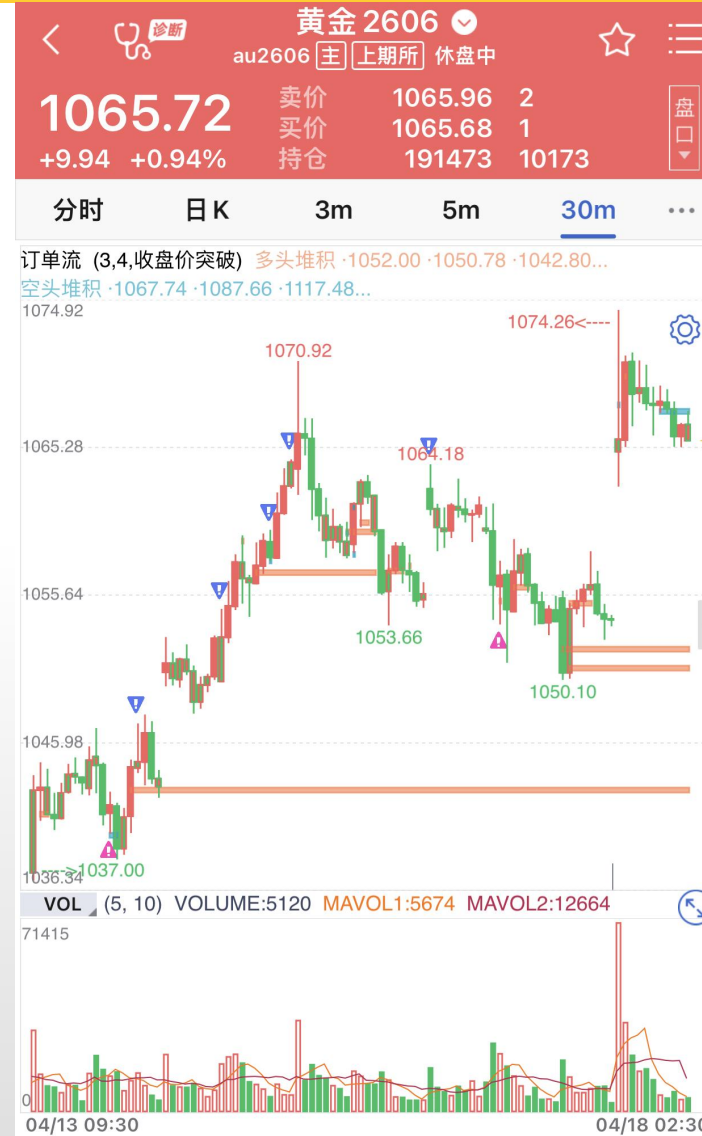 诊断
黄金2606
au2606 主 上期所 休盘中
1065.72
+9.94 +0.94%
卖价 1065.96 2
买价 1065.68 1
持仓 191473 10173
盘口
分时 日K 3m 5m 30m
订单流 (3,4,收盘价突破) 多头堆积 ·1052.00 ·1050.78 ·1042.80...
空头堆积 ·1067.74 ·1087.66 ·1117.48...
1074.92
1074.26<----
1070.92
1065.28
1064.18
1055.64
1053.66
1050.10
1045.98
---->1037.00
1036.34
VOL (5, 10) VOLUME:5120 MAVOL1:5674 MAVOL2:12664
71415
0
04/13 09:30 04/18 02:30